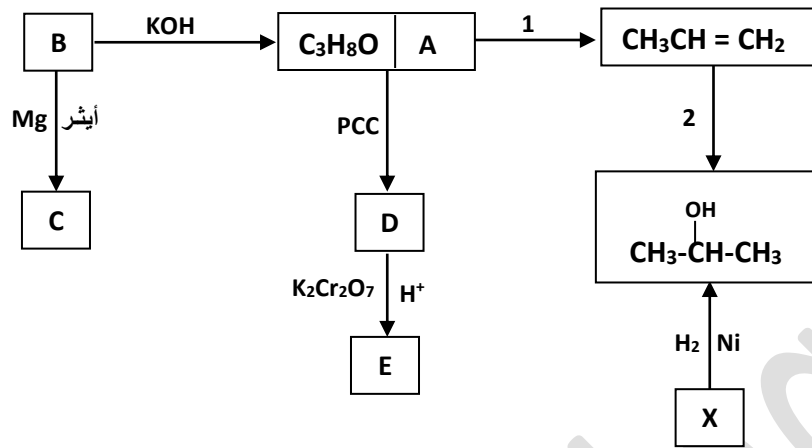 B
KOH
C₃H₈O
A
1
CH₃CH = CH₂
Mg
أيثر
PCC
2
C
D
OH
CH₃-CH-CH₃
K₂Cr₂O₇
H⁺
H₂
Ni
E
X